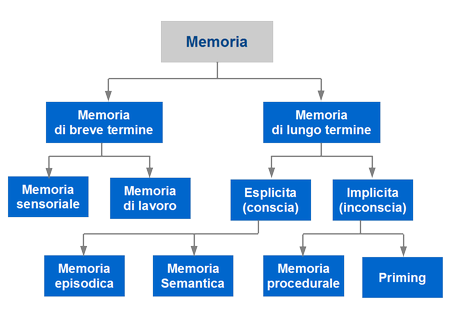 Memoria
Memoria
di breve termine
Memoria
di lungo termine
Memoria
sensoriale
Memoria
di lavoro
Esplicita
(conscia)
Implicita
(inconscia)
Memoria
episodica
Memoria
Semantica
Memoria
procedurale
Priming